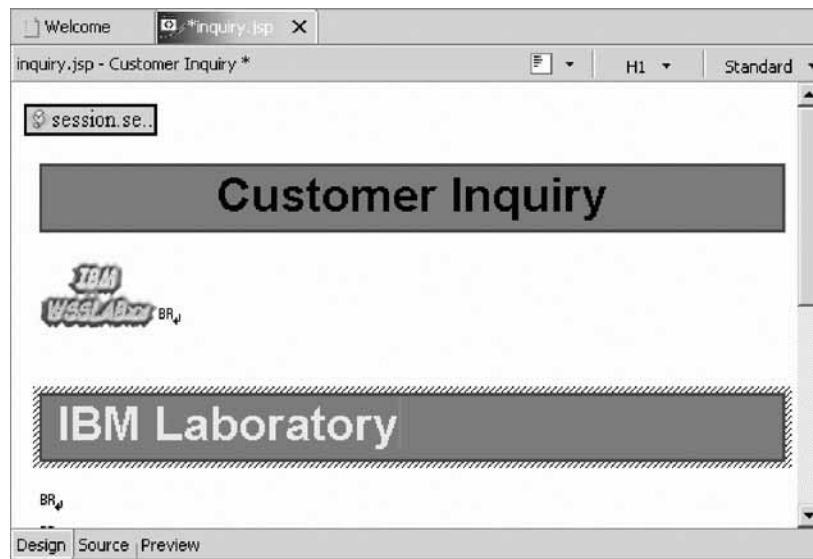 Welcome *inquiry.jsp X
inquiry.jsp - Customer Inquiry * H1 Standard
session.se..
Customer Inquiry
IBM
WSSLABxx BR
IBM Laboratory
BR
Design Source Preview